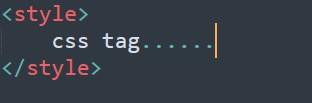 <style>
css tag......
</style>